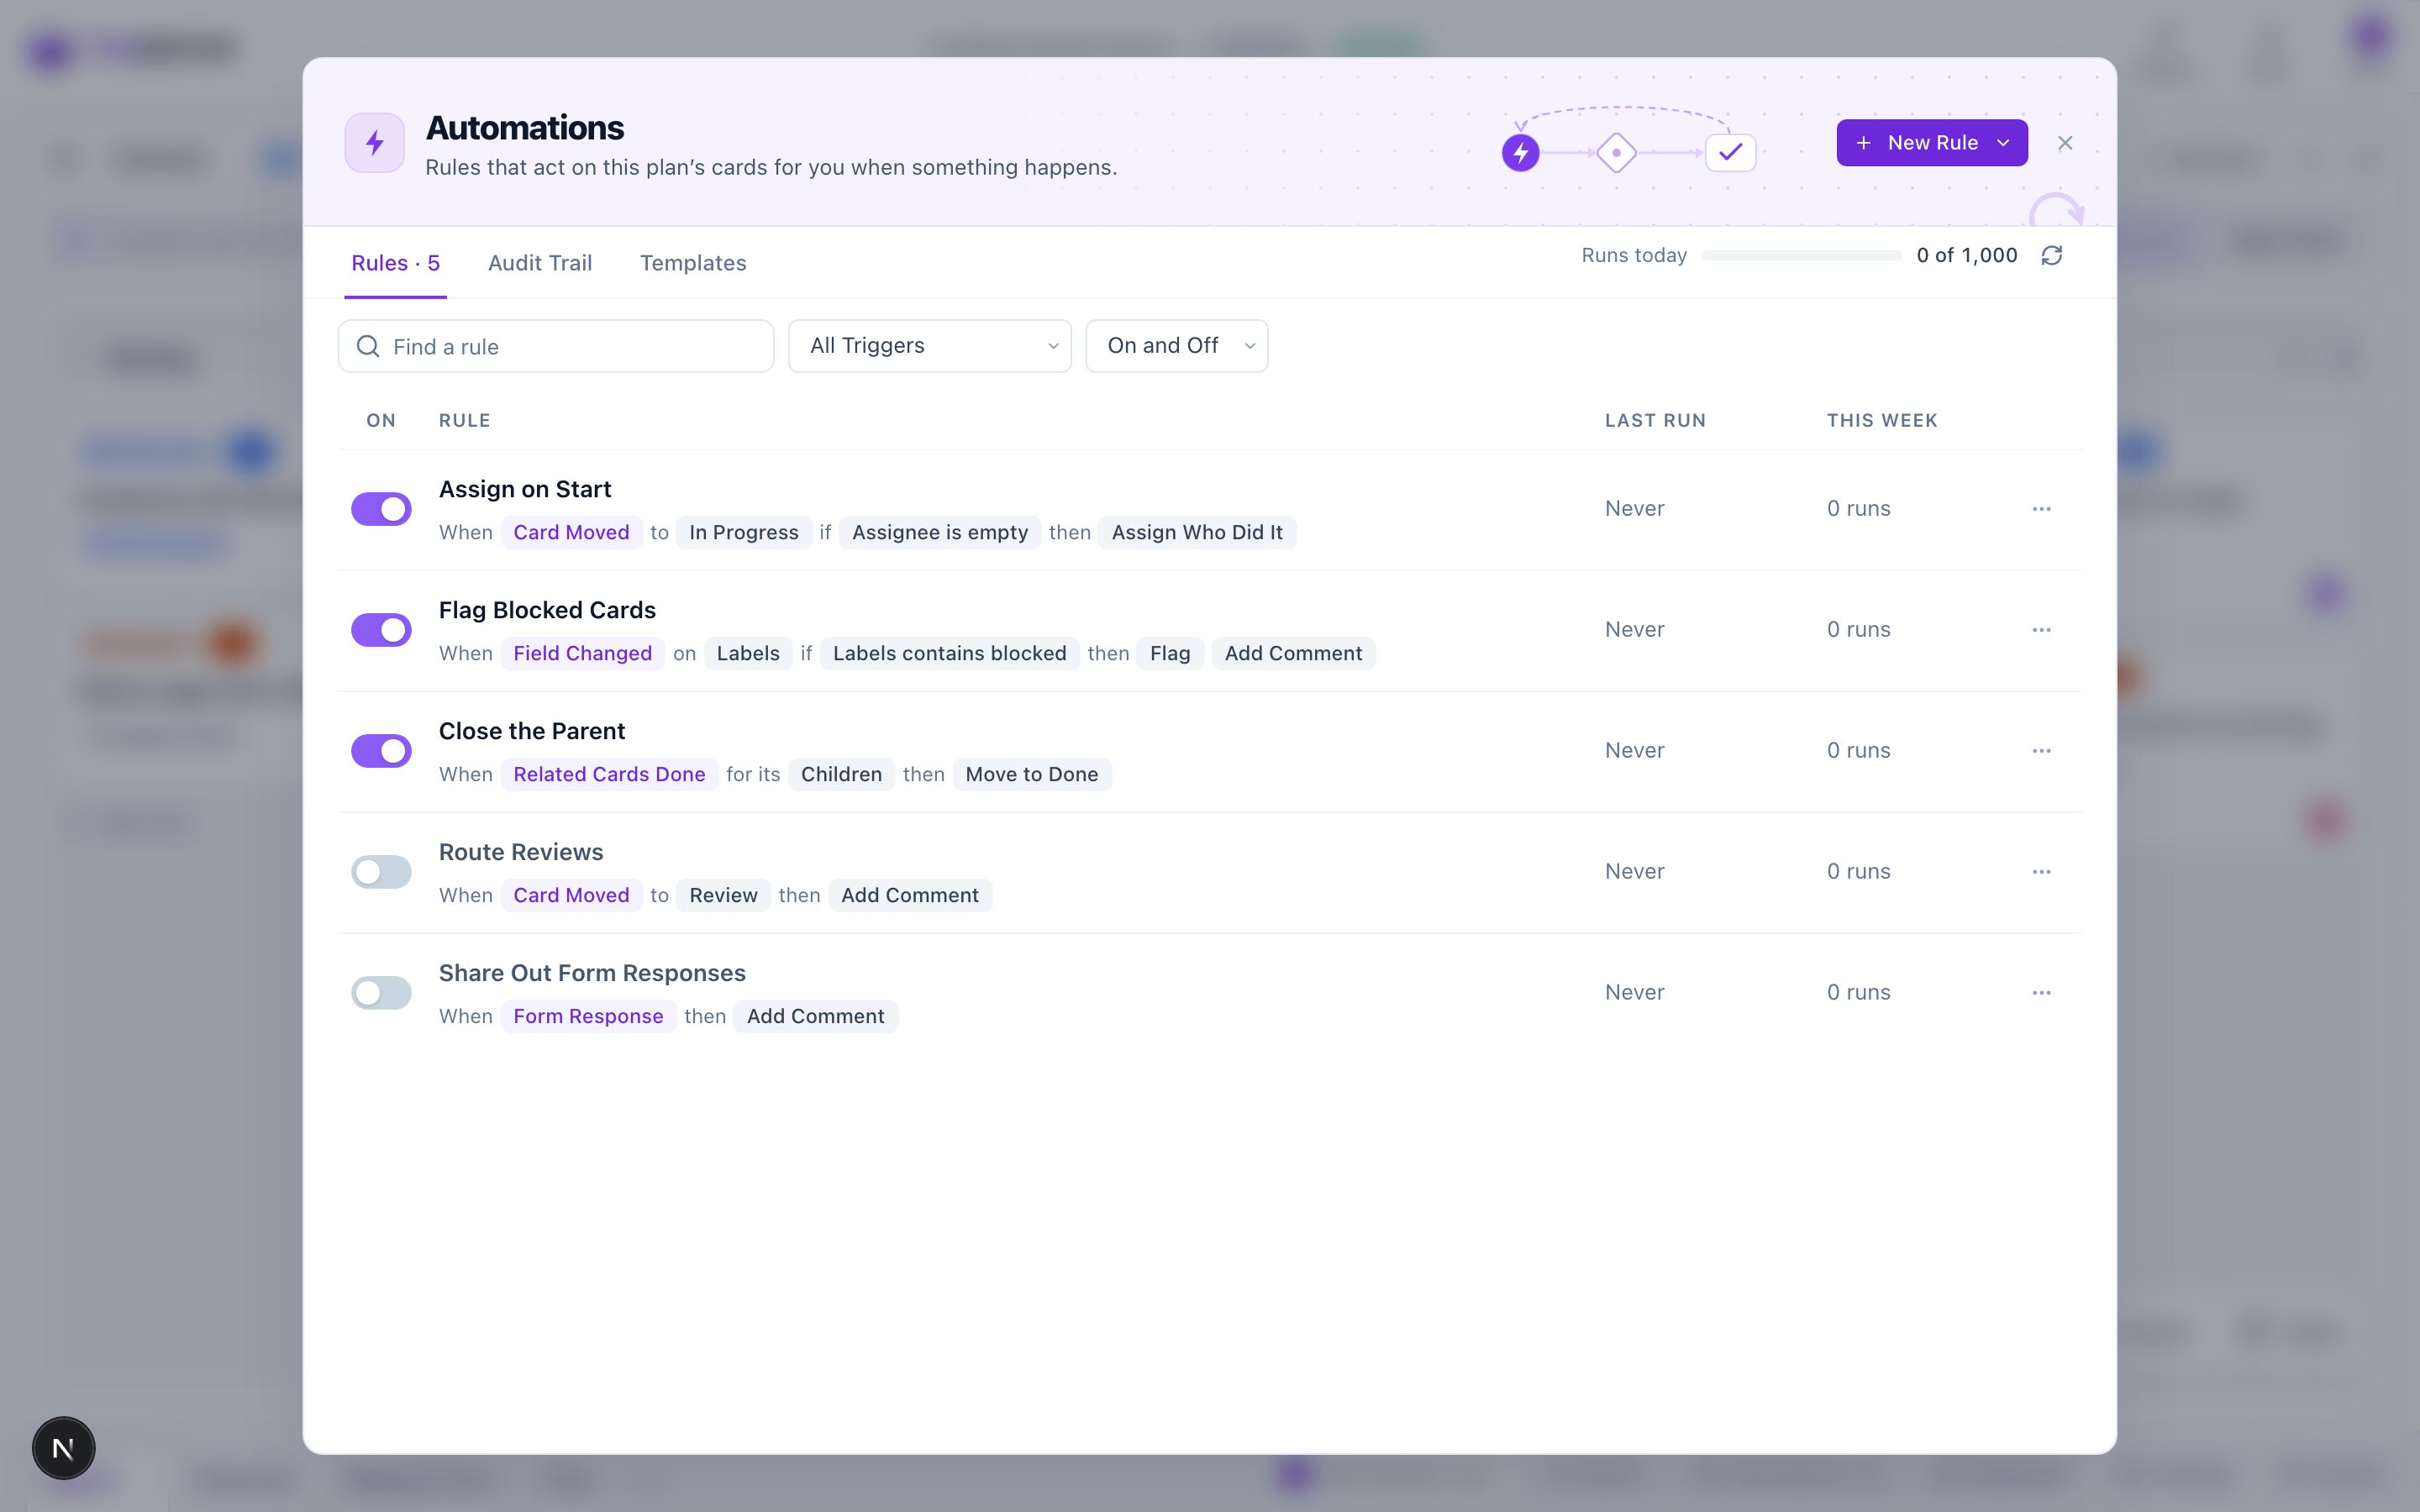 Automations
Rules that act on this plan’s cards for you when something happens.
+ New Rule
Rules · 5
Audit Trail
Templates
Runs today
0 of 1,000
Find a rule
All Triggers
On and Off
ON
RULE
LAST RUN
THIS WEEK
Assign on Start
When Card Moved to In Progress if Assignee is empty then Assign Who Did It
Never
0 runs
Flag Blocked Cards
When Field Changed on Labels if Labels contains blocked then Flag Add Comment
Never
0 runs
Close the Parent
When Related Cards Done for its Children then Move to Done
Never
0 runs
Route Reviews
When Card Moved to Review then Add Comment
Never
0 runs
Share Out Form Responses
When Form Response then Add Comment
Never
0 runs
N